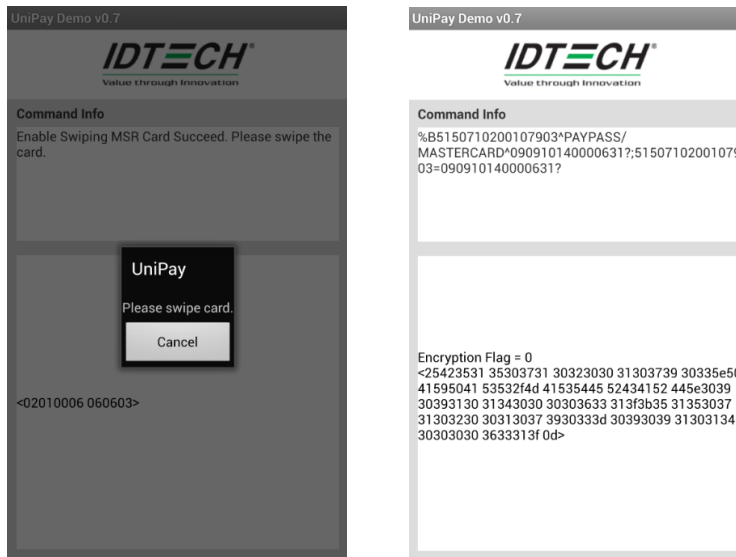 UniPay Demo v0.7
IDTECH®
Value through Innovation
Command Info
Enable Swiping MSR Card Succeed. Please swipe the
card.
UniPay
Please swipe card.
Cancel
<02010006 060603>
UniPay Demo v0.7
IDTECH®
Value through Innovation
Command Info
%B5150710200107903^PAYPASS/
MASTERCARD^090910140000631?;51507102001079
03=090910140000631?
Encryption Flag = 0
<25423531 35303731 30323030 31303739 30335e50
41595041 53532f4d 41535445 52434152 445e3039
30393130 31343030 30303633 313f3b35 31353037
31303230 30313037 3930333d 30393039 31303134
30303030 3633313f 0d>